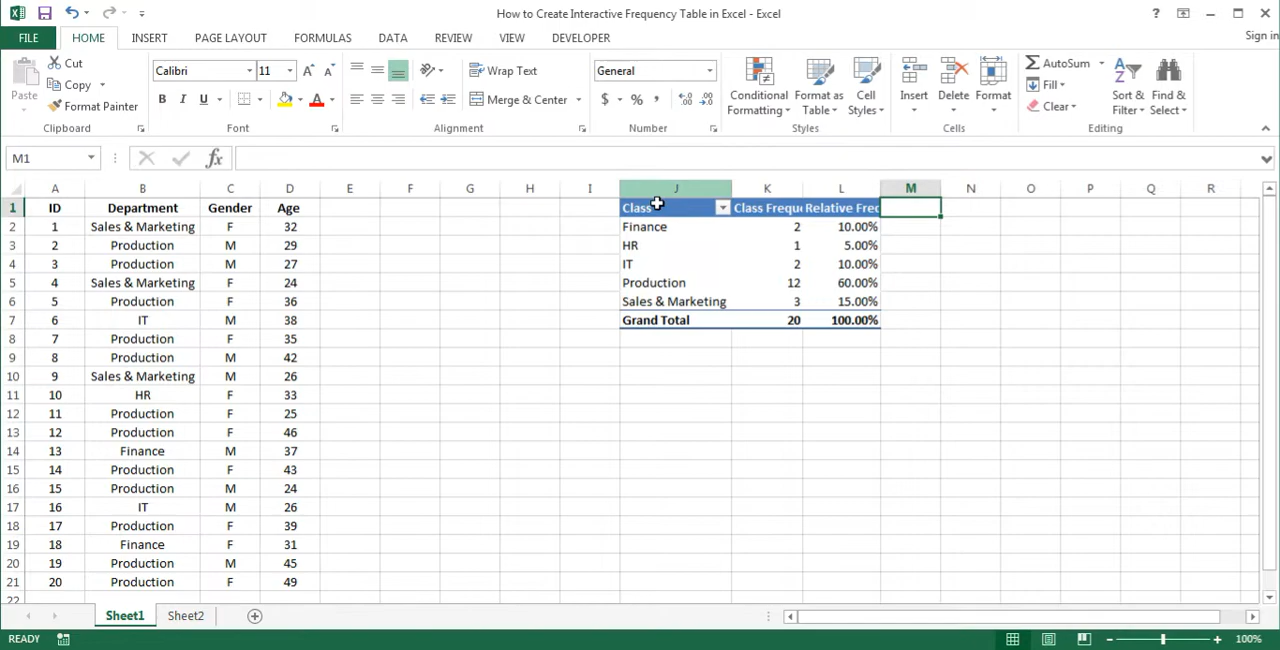 How to Create Interactive Frequency Table in Excel - Excel
FILE HOME INSERT PAGE LAYOUT FORMULAS DATA REVIEW VIEW DEVELOPER Sign in
Paste
Cut
Copy
Format Painter
Clipboard
Calibri 11
B I U
Font
Wrap Text
Merge & Center
Alignment
General
$ % ,
Number
Conditional Formatting
Format as Table
Cell Styles
Styles
Insert Delete Format
Cells
AutoSum
Fill
Clear
Sort & Filter
Find & Select
Editing
M1 fx
A B C D E F G H I J K L M N O P Q R
1 ID Department Gender Age Class Class Frequ Relative Freq
2 1 Sales & Marketing F 32 Finance 2 10.00%
3 2 Production M 29 HR 1 5.00%
4 3 Production M 27 IT 2 10.00%
5 4 Sales & Marketing F 24 Production 12 60.00%
6 5 Production F 36 Sales & Marketing 3 15.00%
7 6 IT M 38 Grand Total 20 100.00%
8 7 Production F 35
9 8 Production M 42
10 9 Sales & Marketing M 26
11 10 HR F 33
12 11 Production F 25
13 12 Production F 46
14 13 Finance M 37
15 14 Production F 43
16 15 Production M 24
17 16 IT M 26
18 17 Production F 39
19 18 Finance F 31
20 19 Production M 45
21 20 Production F 49
22
Sheet1 Sheet2
READY 100%